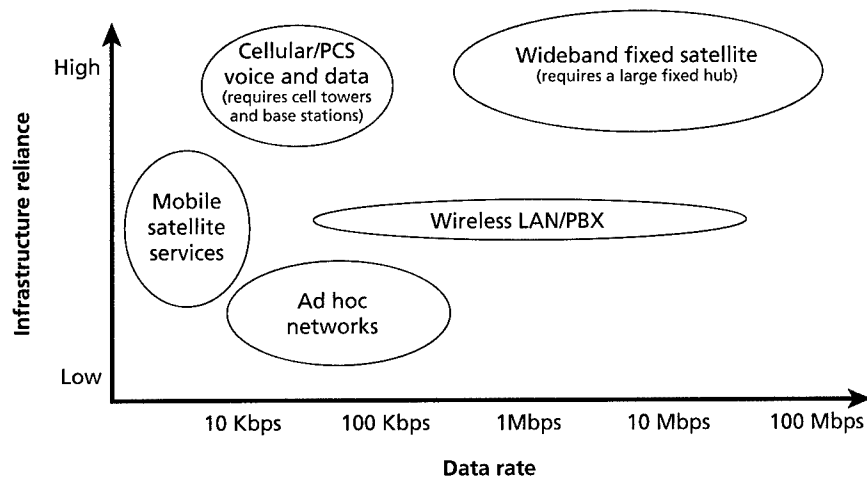 High
Cellular/PCS
voice and data
(requires cell towers
and base stations)
Wideband fixed satellite
(requires a large fixed hub)
Infrastructure reliance
Mobile
satellite
services
Wireless LAN/PBX
Ad hoc
networks
Low
10 Kbps 100 Kbps 1Mbps 10 Mbps 100 Mbps
Data rate